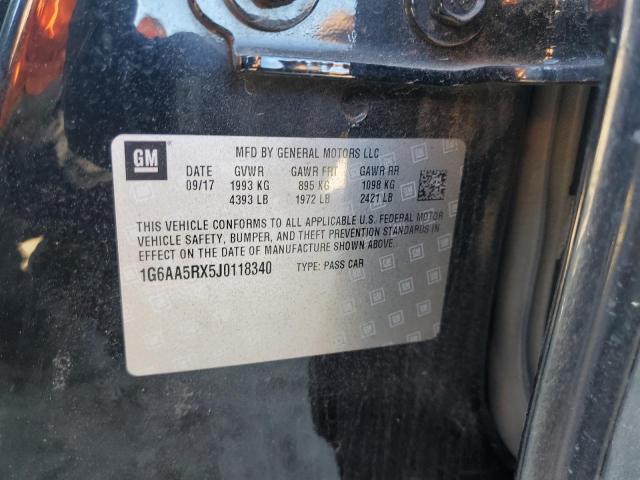 GM
MFD BY GENERAL MOTORS LLC
DATE GVWR GAWR FRT GAWR RR
09/17 1993 KG 895 KG 1098 KG
4393 LB 1972 LB 2421 LB
THIS VEHICLE CONFORMS TO ALL APPLICABLE U.S. FEDERAL MOTOR
VEHICLE SAFETY, BUMPER, AND THEFT PREVENTION STANDARDS IN
EFFECT ON THE DATE OF MANUFACTURE SHOWN ABOVE.
1G6AA5RX5J0118340 TYPE: PASS CAR